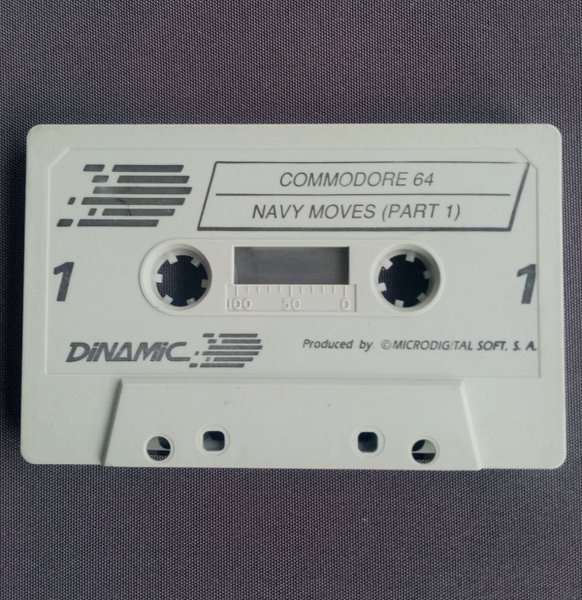 COMMODORE 64
NAVY MOVES (PART 1)
1
1
100 50 0
DiNAMiC
Produced by ©MICRODIGITAL SOFT. S. A.